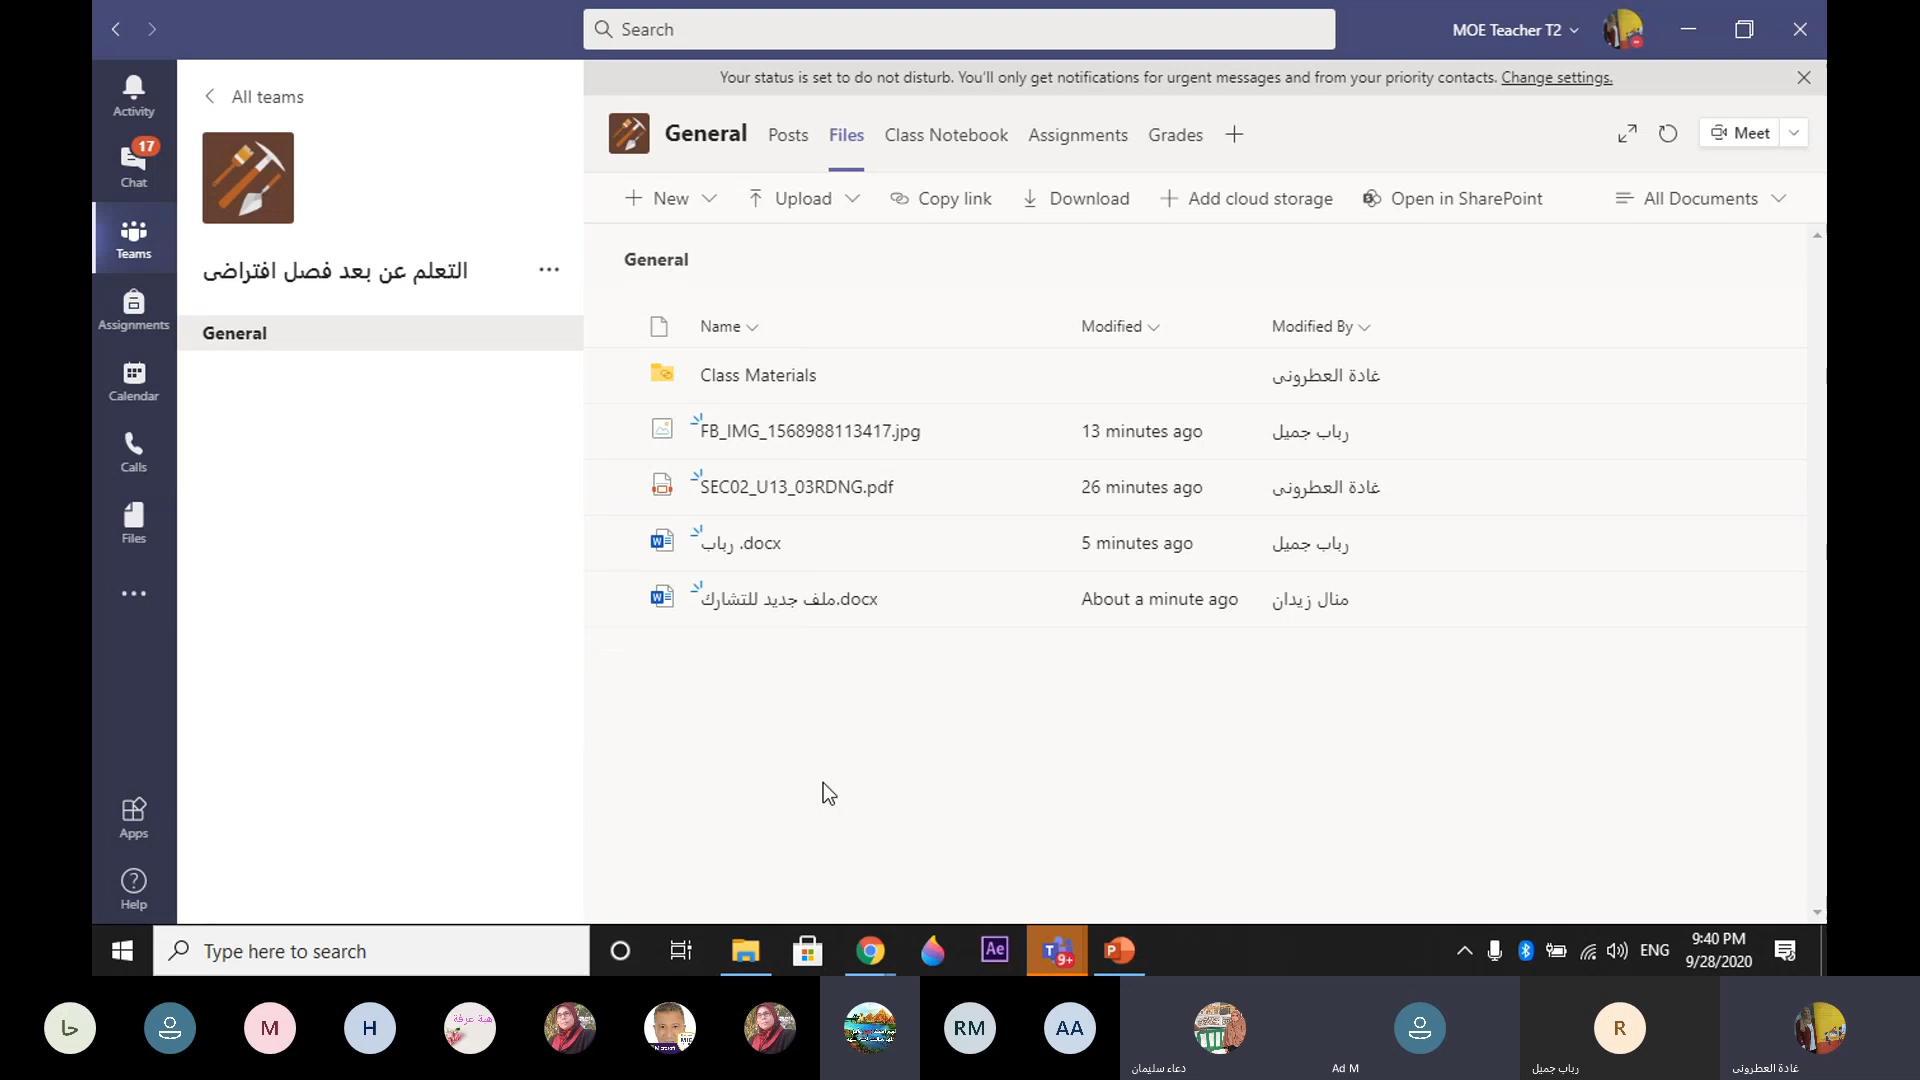 Search
MOE Teacher T2
Your status is set to do not disturb. You'll only get notifications for urgent messages and from your priority contacts. Change settings.
Activity
17
Chat
Teams
Assignments
Calendar
Calls
Files
Apps
Help
All teams
التعلم عن بعد فصل افتراضى
General
General Posts Files Class Notebook Assignments Grades
Meet
New Upload Copy link Download Add cloud storage Open in SharePoint All Documents
General
Name Modified Modified By
Class Materials غادة العطرونى
FB_IMG_1568988113417.jpg 13 minutes ago رباب جميل
SEC02_U13_03RDNG.pdf 26 minutes ago غادة العطرونى
رباب .docx 5 minutes ago رباب جميل
ملف جديد للتشارك.docx About a minute ago منال زيدان
Type here to search
Ae
9+
P
ENG
9:40 PM
9/28/2020
حا
M
H
هبة عرفة
RM
AA
R
دعاء سليمان
Ad M
رباب جميل
غادة العطرونى